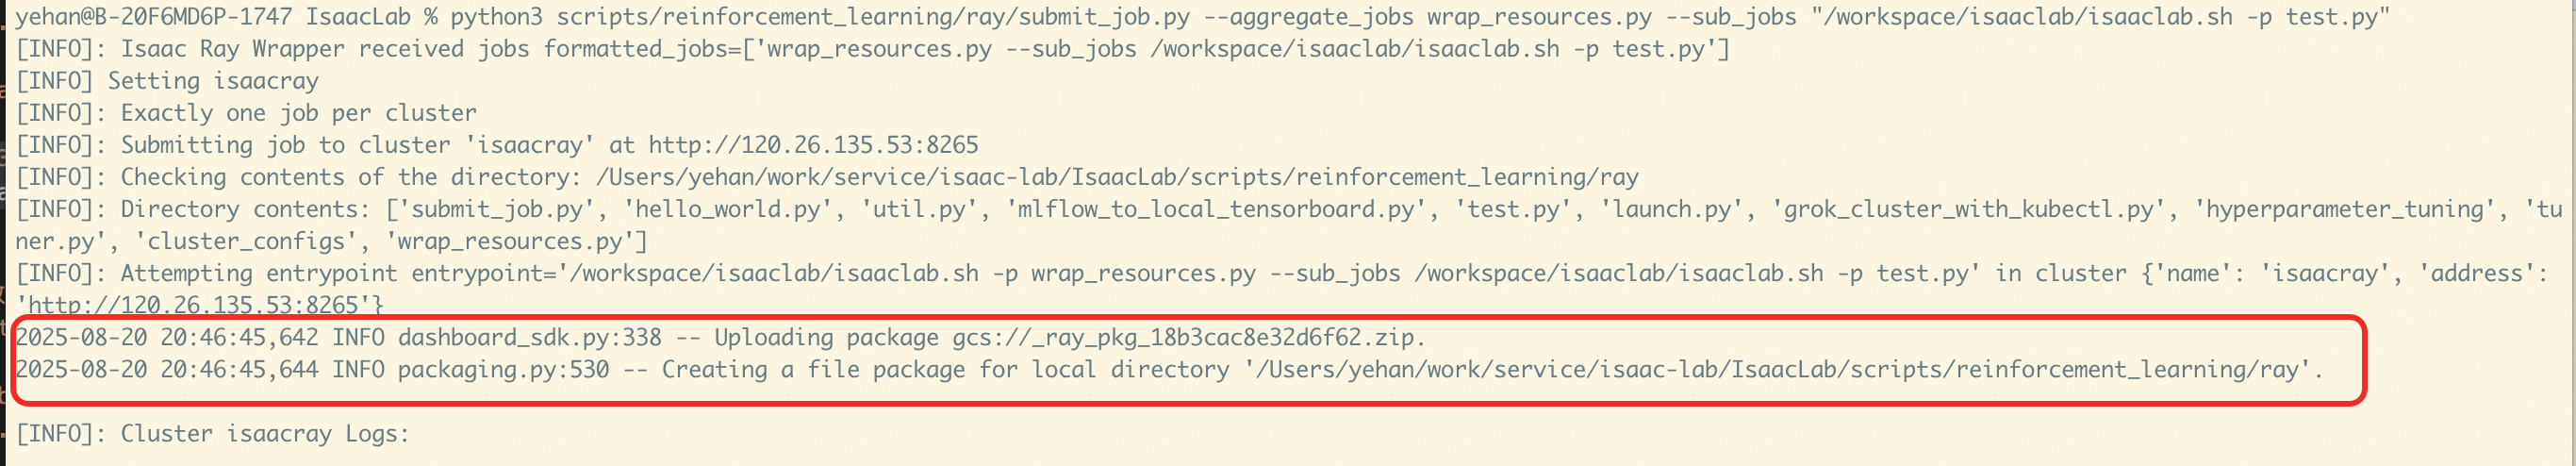 yehan@B-20F6MD6P-1747 IsaacLab % python3 scripts/reinforcement_learning/ray/submit_job.py --aggregate_jobs wrap_resources.py --sub_jobs "/workspace/isaaclab/isaaclab.sh -p test.py"
[INFO]: Isaac Ray Wrapper received jobs formatted_jobs=['wrap_resources.py --sub_jobs /workspace/isaaclab/isaaclab.sh -p test.py']
[INFO] Setting isaacray
[INFO]: Exactly one job per cluster
[INFO]: Submitting job to cluster 'isaacray' at http://120.26.135.53:8265
[INFO]: Checking contents of the directory: /Users/yehan/work/service/isaac-lab/IsaacLab/scripts/reinforcement_learning/ray
[INFO]: Directory contents: ['submit_job.py', 'hello_world.py', 'util.py', 'mlflow_to_local_tensorboard.py', 'test.py', 'launch.py', 'grok_cluster_with_kubectl.py', 'hyperparameter_tuning', 'tu
ner.py', 'cluster_configs', 'wrap_resources.py']
[INFO]: Attempting entrypoint entrypoint='/workspace/isaaclab/isaaclab.sh -p wrap_resources.py --sub_jobs /workspace/isaaclab/isaaclab.sh -p test.py' in cluster {'name': 'isaacray', 'address':
'http://120.26.135.53:8265'}
2025-08-20 20:46:45,642 INFO dashboard_sdk.py:338 -- Uploading package gcs://_ray_pkg_18b3cac8e32d6f62.zip.
2025-08-20 20:46:45,644 INFO packaging.py:530 -- Creating a file package for local directory '/Users/yehan/work/service/isaac-lab/IsaacLab/scripts/reinforcement_learning/ray'.
[INFO]: Cluster isaacray Logs: